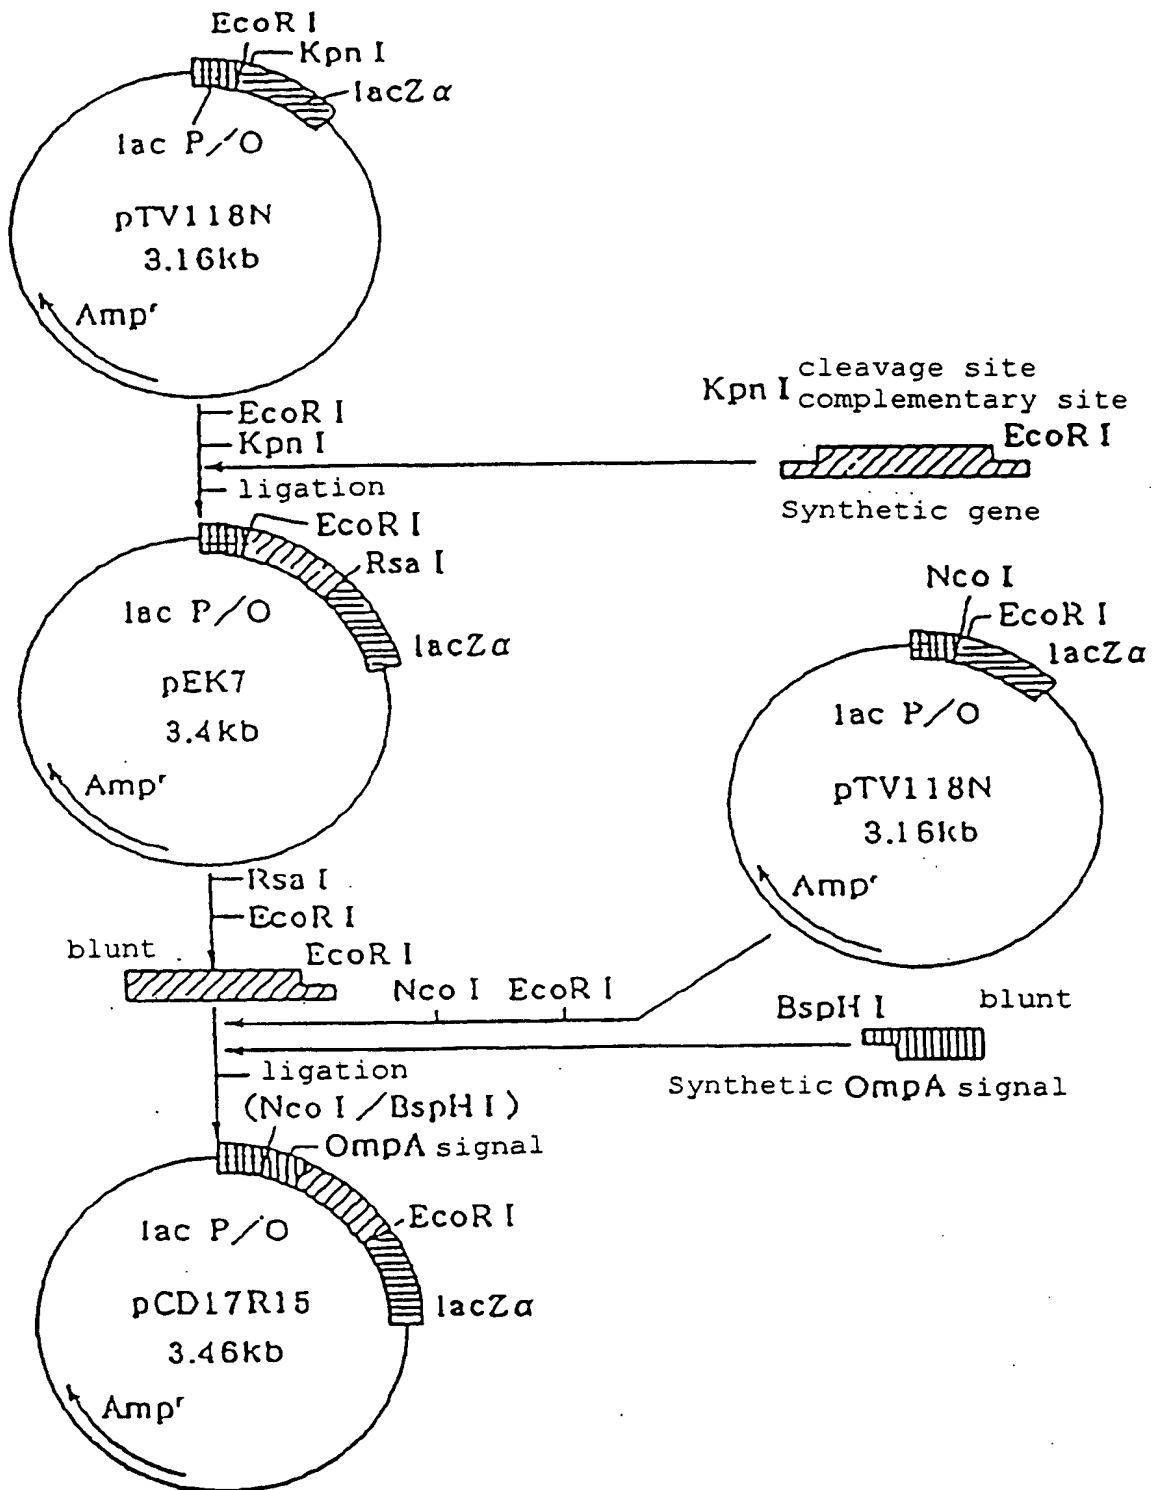 EcoR I
Kpn I
lacZα
lac P/O
pTV118N
3.16kb
Ampʳ
EcoR I
Kpn I
ligation
Kpn I cleavage site
complementary site
EcoR I
Synthetic gene
EcoR I
Rsa I
lac P/O
lacZα
pEK7
3.4kb
Ampʳ
Nco I
EcoR I
lacZα
lac P/O
pTV118N
3.16kb
Ampʳ
Rsa I
EcoR I
blunt
EcoR I
Nco I EcoR I
BspH I
blunt
Synthetic OmpA signal
ligation
(Nco I/BspH I)
OmpA signal
EcoR I
lac P/O
lacZα
pCD17R15
3.46kb
Ampʳ